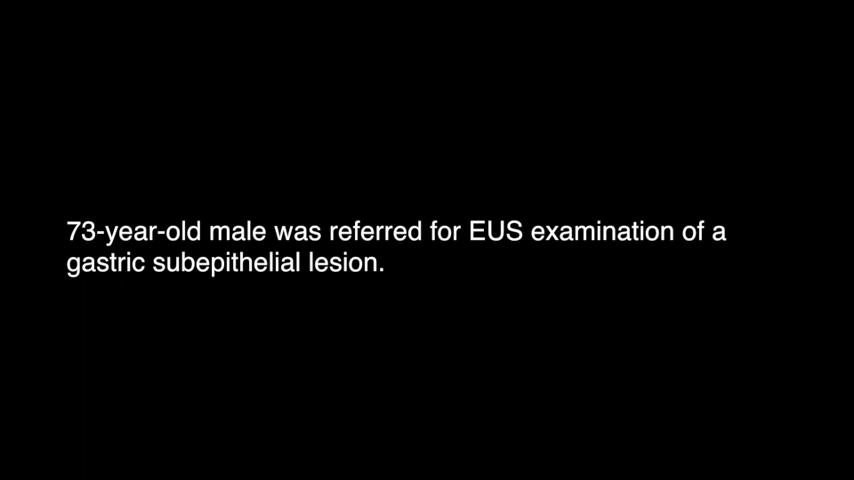 73-year-old male was referred for EUS examination of a
gastric subepithelial lesion.